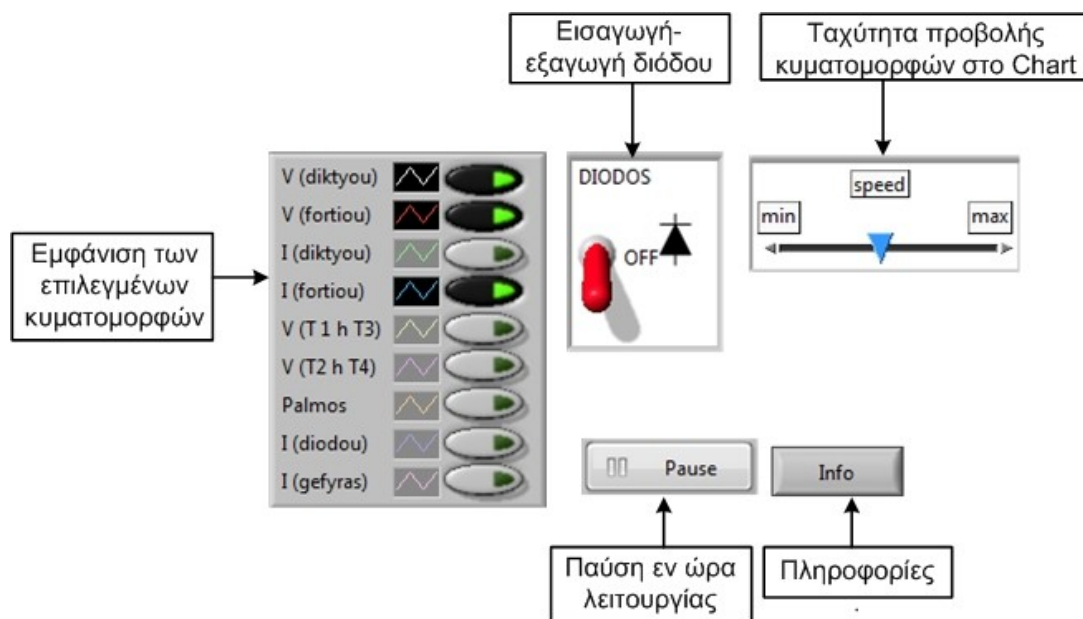 Εισαγωγή-
εξαγωγή διόδου
Ταχύτητα προβολής
κυματομορφών στο Chart
Εμφάνιση των
επιλεγμένων
κυματομορφών
V (diktyou)
V (fortiou)
I (diktyou)
I (fortiou)
V (T 1 h T3)
V (T2 h T4)
Palmos
I (diodou)
I (gefyras)
DIODOS
OFF
speed
min
max
Pause
Info
Παύση εν ώρα
λειτουργίας
Πληροφορίες
.